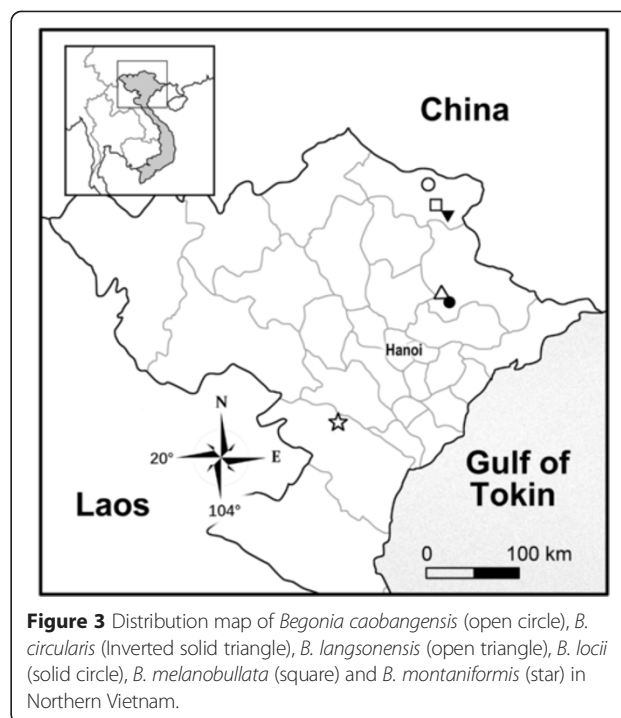 China
Hanoi
N
20°
E
104°
Laos
Gulf of
Tokin
0 100 km
Figure 3 Distribution map of Begonia caobangensis (open circle), B.
circularis (Inverted solid triangle), B. langsonensis (open triangle), B. locii
(solid circle), B. melanobullata (square) and B. montaniformis (star) in
Northern Vietnam.